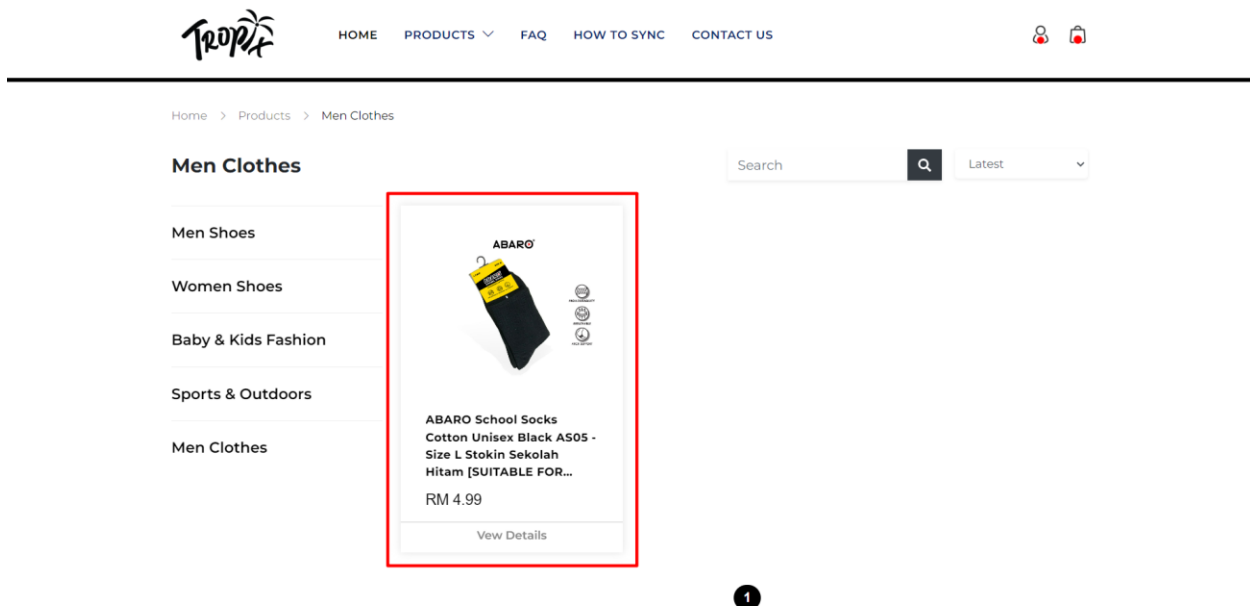 Tropix
HOME PRODUCTS FAQ HOW TO SYNC CONTACT US
Home > Products > Men Clothes
Men Clothes
Search
Latest
Men Shoes
Women Shoes
Baby & Kids Fashion
Sports & Outdoors
Men Clothes
ABARO
ABARO School Socks
Cotton Unisex Black AS05 -
Size L Stokin Sekolah
Hitam [SUITABLE FOR...
RM 4.99
Vew Details
1